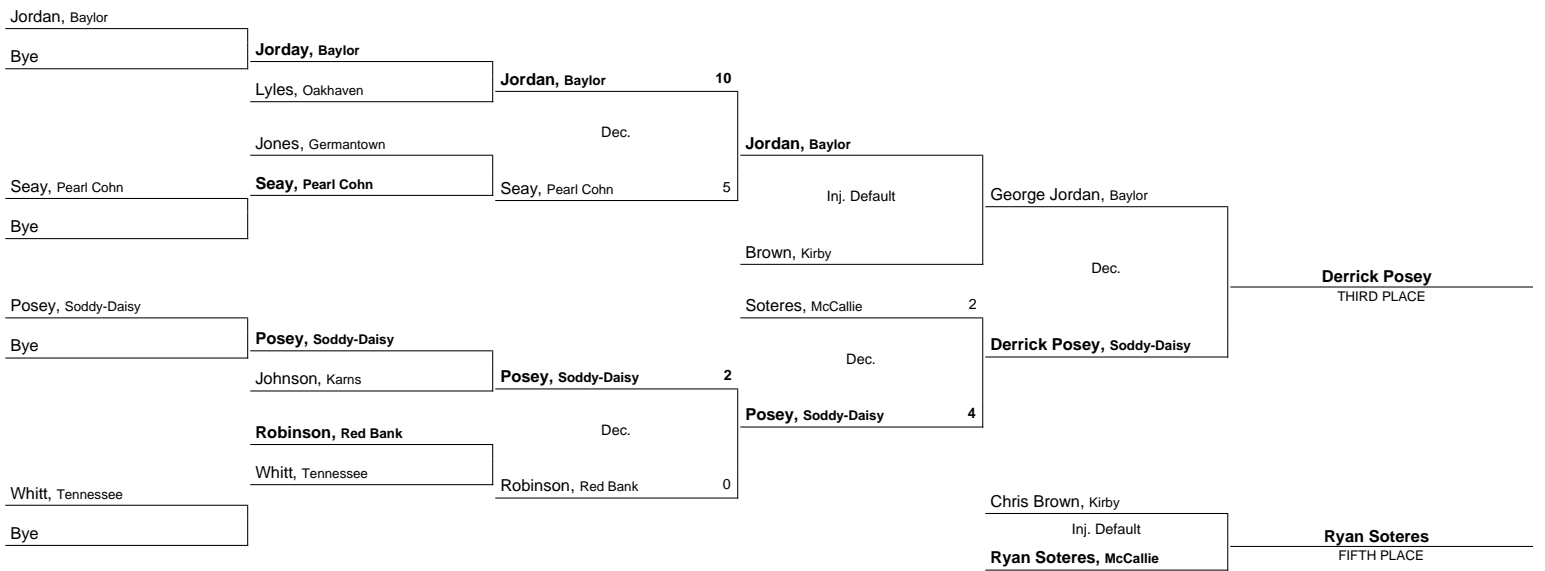 Jordan, Baylor
Bye
Seay, Pearl Cohn
Bye
Posey, Soddy-Daisy
Bye
Whitt, Tennessee
Bye
Jorday, Baylor
Lyles, Oakhaven
Jones, Germantown
Seay, Pearl Cohn
Posey, Soddy-Daisy
Johnson, Karns
Robinson, Red Bank
Whitt, Tennessee
Jordan, Baylor 10
Dec.
Seay, Pearl Cohn 5
Posey, Soddy-Daisy 2
Dec.
Robinson, Red Bank 0
Jordan, Baylor
Inj. Default
Brown, Kirby
Soteres, McCallie 2
Dec.
Posey, Soddy-Daisy 4
George Jordan, Baylor
Dec.
Derrick Posey, Soddy-Daisy
Derrick Posey
THIRD PLACE
Chris Brown, Kirby
Inj. Default
Ryan Soteres, McCallie
Ryan Soteres
FIFTH PLACE